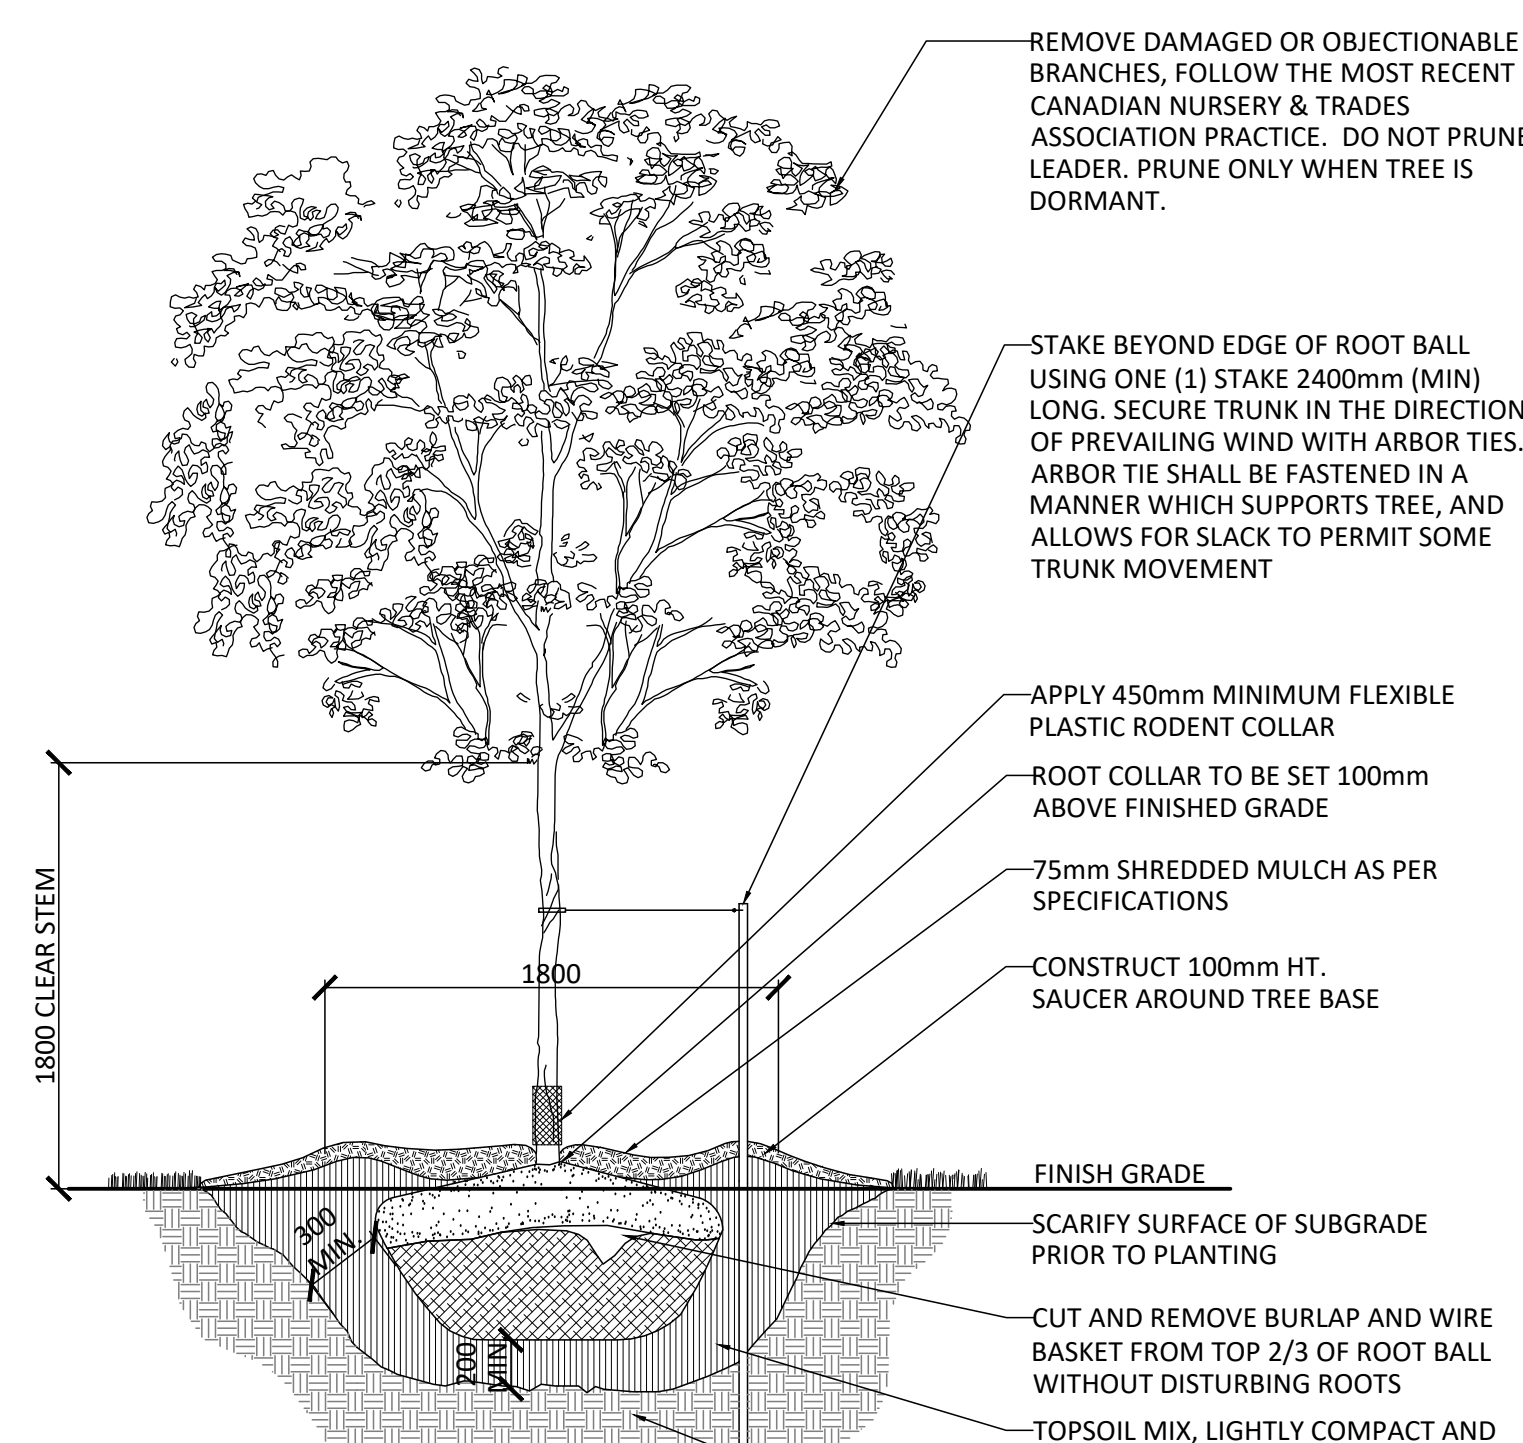 REMOVE DAMAGED OR OBJECTIONABLE
BRANCHES, FOLLOW THE MOST RECENT
CANADIAN NURSERY & TRADES
ASSOCIATION PRACTICE. DO NOT PRUNE
LEADER. PRUNE ONLY WHEN TREE IS
DORMANT.
STAKE BEYOND EDGE OF ROOT BALL
USING ONE (1) STAKE 2400mm (MIN)
LONG. SECURE TRUNK IN THE DIRECTION
OF PREVAILING WIND WITH ARBOR TIES.
ARBOR TIE SHALL BE FASTENED IN A
MANNER WHICH SUPPORTS TREE, AND
ALLOWS FOR SLACK TO PERMIT SOME
TRUNK MOVEMENT
APPLY 450mm MINIMUM FLEXIBLE
PLASTIC RODENT COLLAR
ROOT COLLAR TO BE SET 100mm
ABOVE FINISHED GRADE
75mm SHREDDED MULCH AS PER
SPECIFICATIONS
CONSTRUCT 100mm HT.
SAUCER AROUND TREE BASE
1800 CLEAR STEM
1800
FINISH GRADE
300
MIN.
SCARIFY SURFACE OF SUBGRADE
PRIOR TO PLANTING
CUT AND REMOVE BURLAP AND WIRE
BASKET FROM TOP 2/3 OF ROOT BALL
WITHOUT DISTURBING ROOTS
200
MIN
TOPSOIL MIX, LIGHTLY COMPACT AND